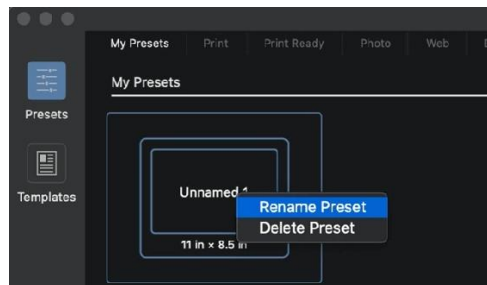 My Presets Print Print Ready Photo Web
My Presets
Presets
Templates
Unnamed 1
Rename Preset
Delete Preset
11 in × 8.5 in